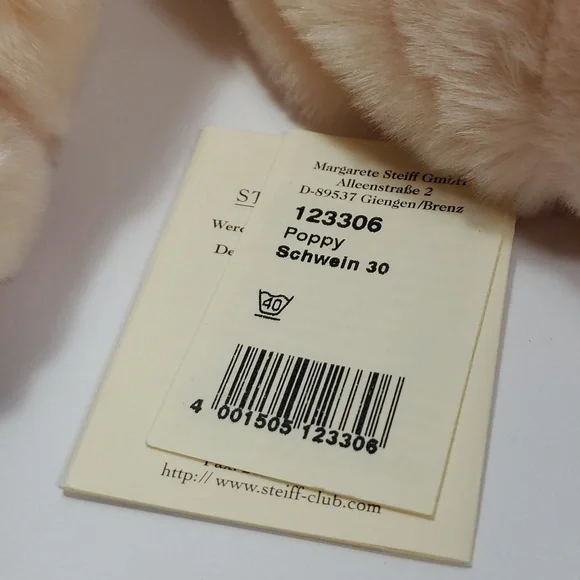 Margarete Steiff GmbH
Alleenstraße 2
D-89537 Giengen/Brenz
123306
Poppy
Schwein 30
40
4 001505 123306
http://www.steiff-club.com